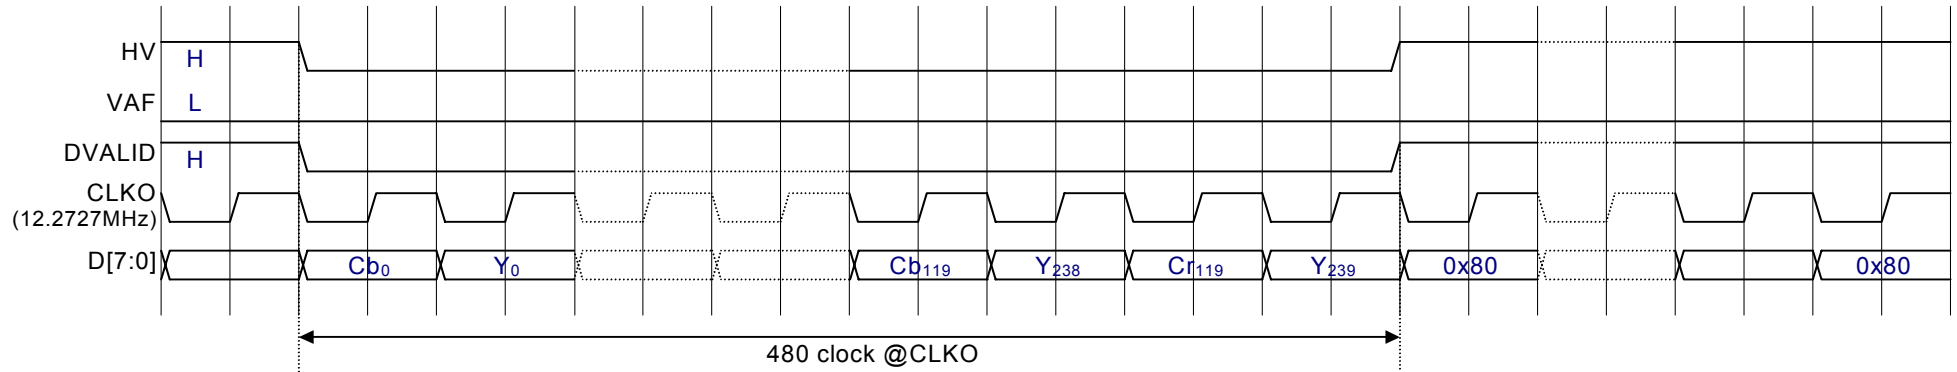 HV H
VAF L
DVALID H
CLKO
(12.2727MHz)
D[7:0] Cb0 Y0 Cb119 Y238 Cr119 Y239 0x80 0x80
480 clock @CLKO